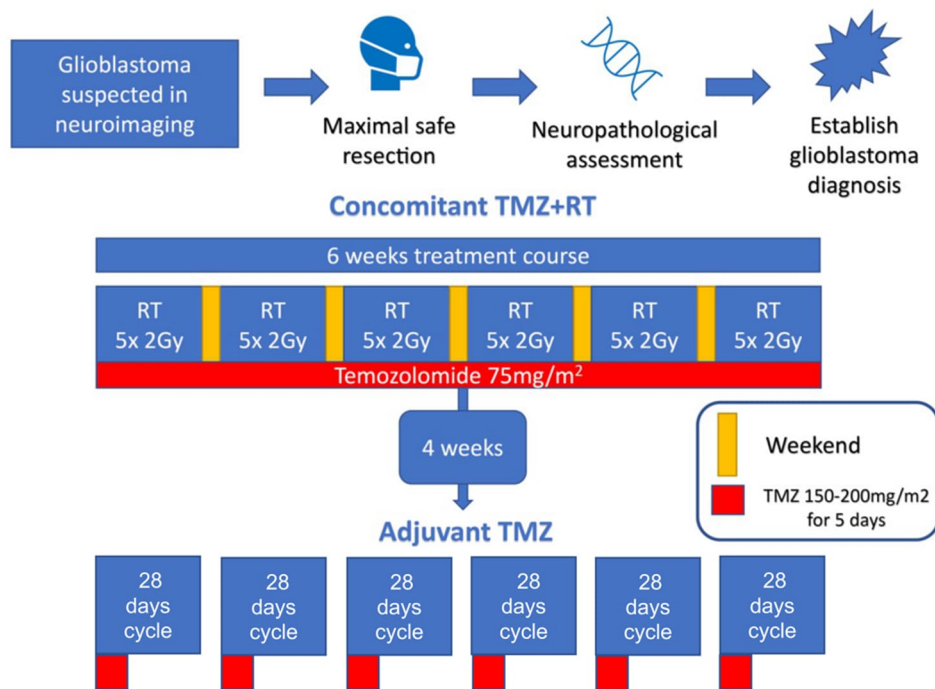 Glioblastoma
suspected in
neuroimaging
Maximal safe
resection
Neuropathological
assessment
Establish
glioblastoma
diagnosis
Concomitant TMZ+RT
6 weeks treatment course
RT
5x 2Gy
RT
5x 2Gy
RT
5x 2Gy
RT
5x 2Gy
RT
5x 2Gy
RT
5x 2Gy
Temozolomide 75mg/m²
4 weeks
Weekend
TMZ 150-200mg/m2
for 5 days
Adjuvant TMZ
28
days
cycle
28
days
cycle
28
days
cycle
28
days
cycle
28
days
cycle
28
days
cycle